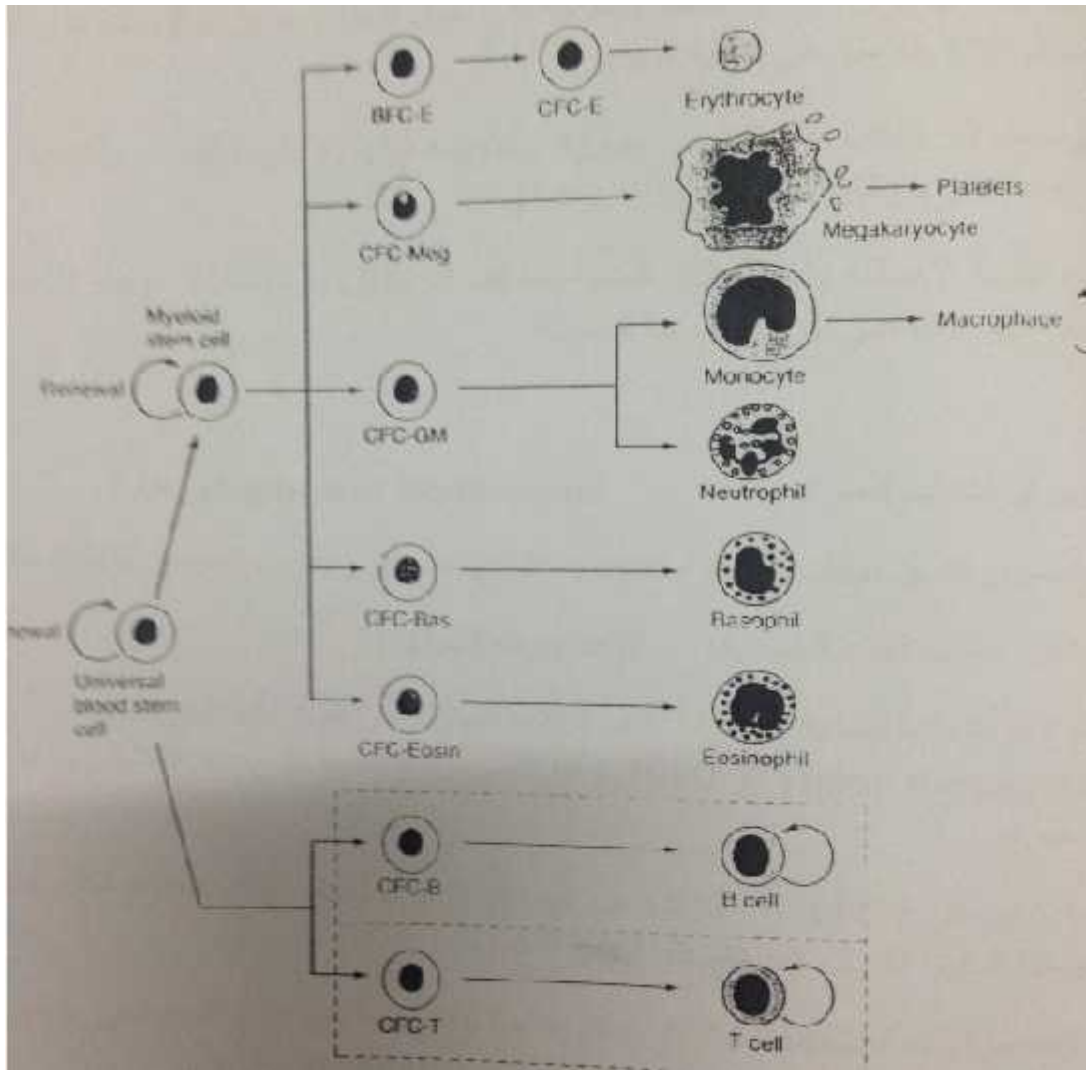 BFC-E
CFC-E
Erythrocyte
CFC-Meg
Platelets
Megakaryocyte
Myeloid
stem cell
Renewal
Macrophage
Monocyte
CFC-GM
Neutrophil
newal
CFC-Bas
Basophil
Universal
blood stem
cell
CFC-Eosin
Eosinophil
CFC-B
B cell
CFC-T
T cell